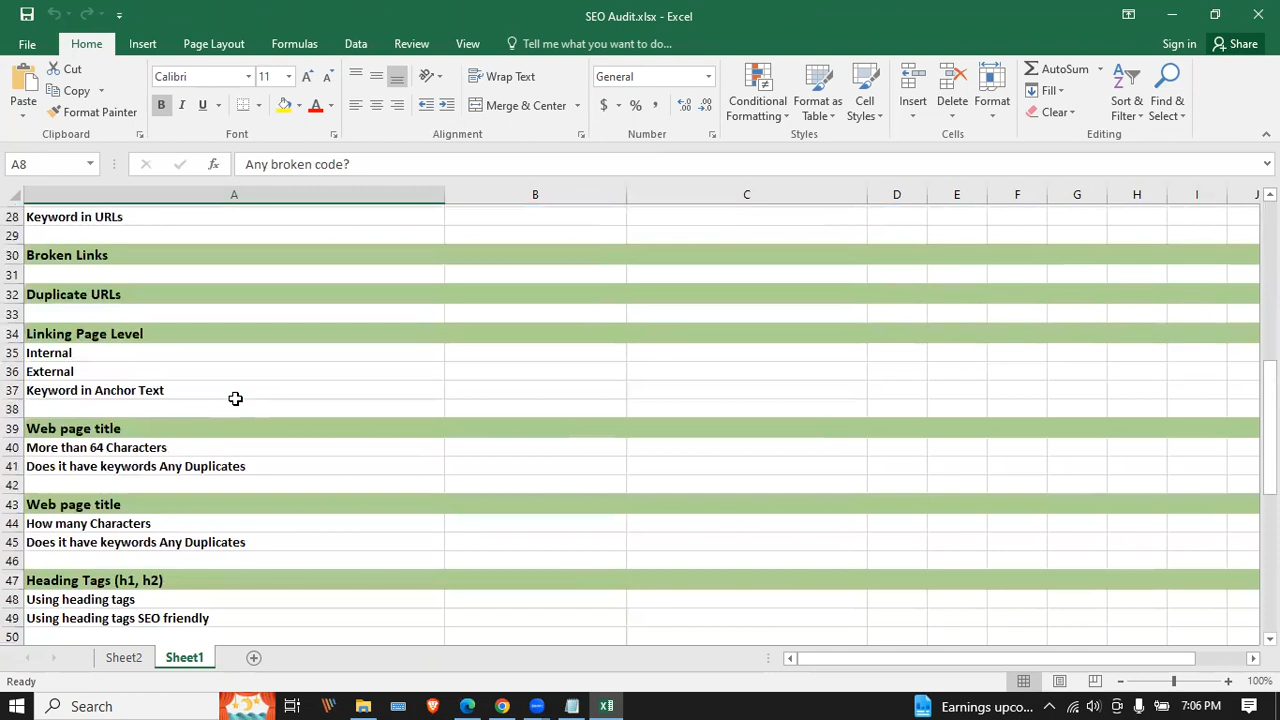 SEO Audit.xlsx - Excel
File
Home
Insert
Page Layout
Formulas
Data
Review
View
Tell me what you want to do...
Sign in
Share
Paste
Cut
Copy
Format Painter
Clipboard
Calibri
11
B I U
Font
Wrap Text
Merge & Center
Alignment
General
$ % ,
Number
Conditional Formatting
Format as Table
Cell Styles
Styles
Insert
Delete
Format
Cells
AutoSum
Fill
Clear
Sort & Filter
Find & Select
Editing
A8
fx
Any broken code?
A B C D E F G H I J
28 Keyword in URLs
29
30 Broken Links
31
32 Duplicate URLs
33
34 Linking Page Level
35 Internal
36 External
37 Keyword in Anchor Text
38
39 Web page title
40 More than 64 Characters
41 Does it have keywords Any Duplicates
42
43 Web page title
44 How many Characters
45 Does it have keywords Any Duplicates
46
47 Heading Tags (h1, h2)
48 Using heading tags
49 Using heading tags SEO friendly
50
Sheet2
Sheet1
Ready
100%
Search
Earnings upco...
7:06 PM